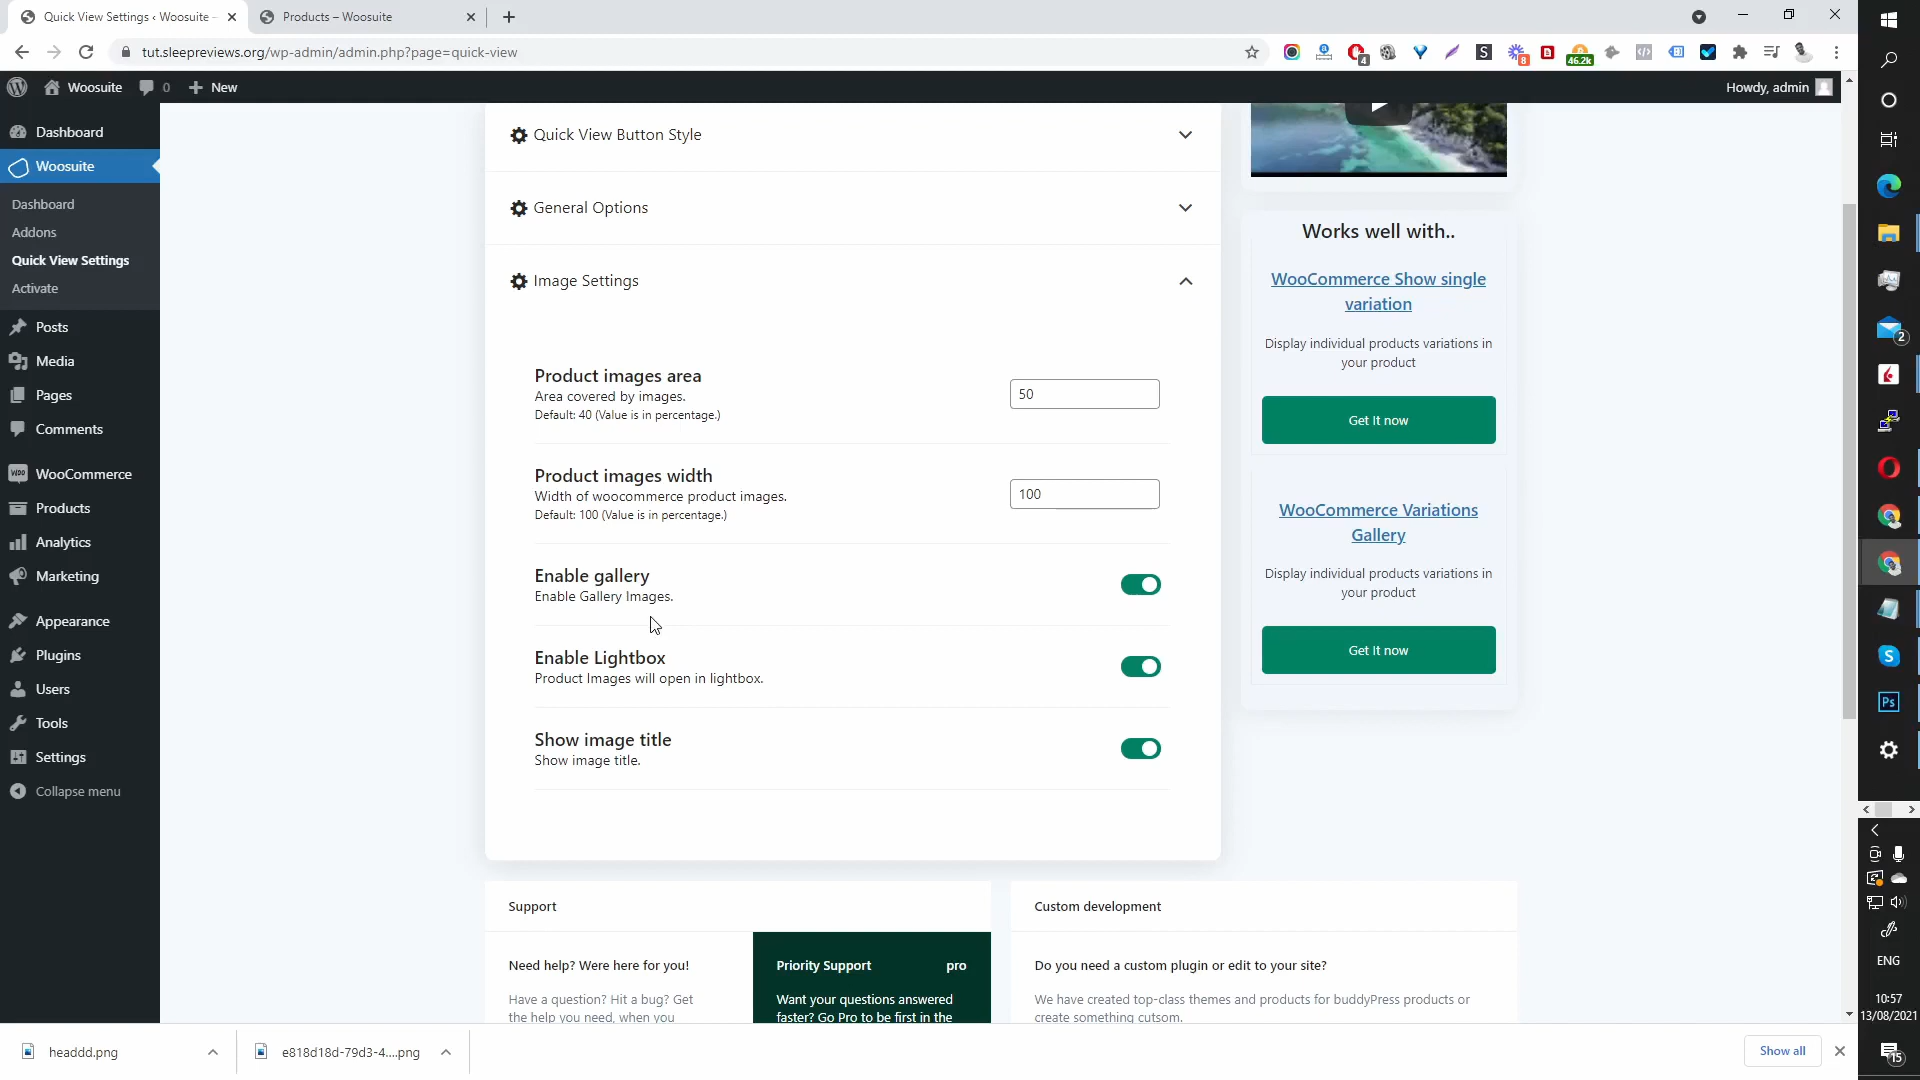 Quick View Settings ‹ Woosuite –
Products – Woosuite
tut.sleepreviews.org/wp-admin/admin.php?page=quick-view
4
S
8
46.2k
Woosuite
0
New
Howdy, admin
Dashboard
Woosuite
Dashboard
Addons
Quick View Settings
Activate
Posts
Media
Pages
Comments
WooCommerce
Products
Analytics
Marketing
Appearance
Plugins
Users
Tools
Settings
Collapse menu
Quick View Button Style
General Options
Image Settings
Product images area
Area covered by images.
Default: 40 (Value is in percentage.)
50
Product images width
Width of woocommerce product images.
Default: 100 (Value is in percentage.)
100
Enable gallery
Enable Gallery Images.
Enable Lightbox
Product Images will open in lightbox.
Show image title
Show image title.
Works well with..
WooCommerce Show single
variation
Display individual products variations in
your product
Get It now
WooCommerce Variations
Gallery
Display individual products variations in
your product
Get It now
Support
Need help? Were here for you!
Have a question? Hit a bug? Get
the help you need, when you
Priority Support
pro
Want your questions answered
faster? Go Pro to be first in the
Custom development
Do you need a custom plugin or edit to your site?
We have created top-class themes and products for buddyPress products or
create something cutsom.
headdd.png
e818d18d-79d3-4....png
Show all
2
S
Ps
ENG
10:57
13/08/2021
15